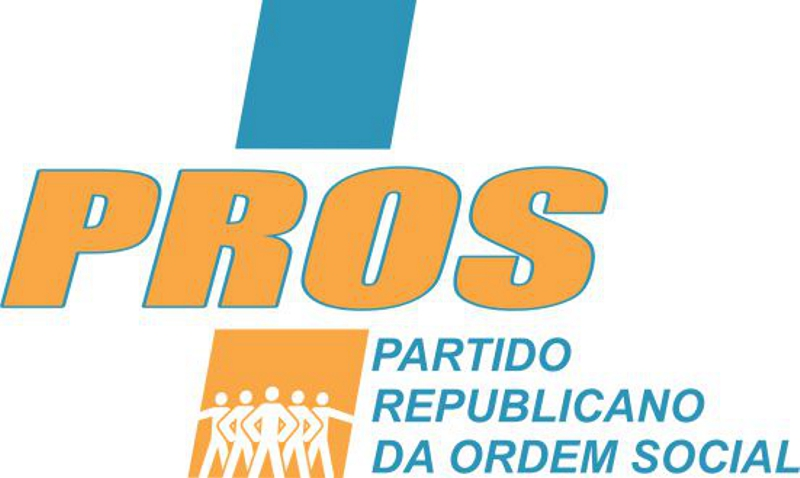 PROS
PARTIDO
REPUBLICANO
DA ORDEM SOCIAL